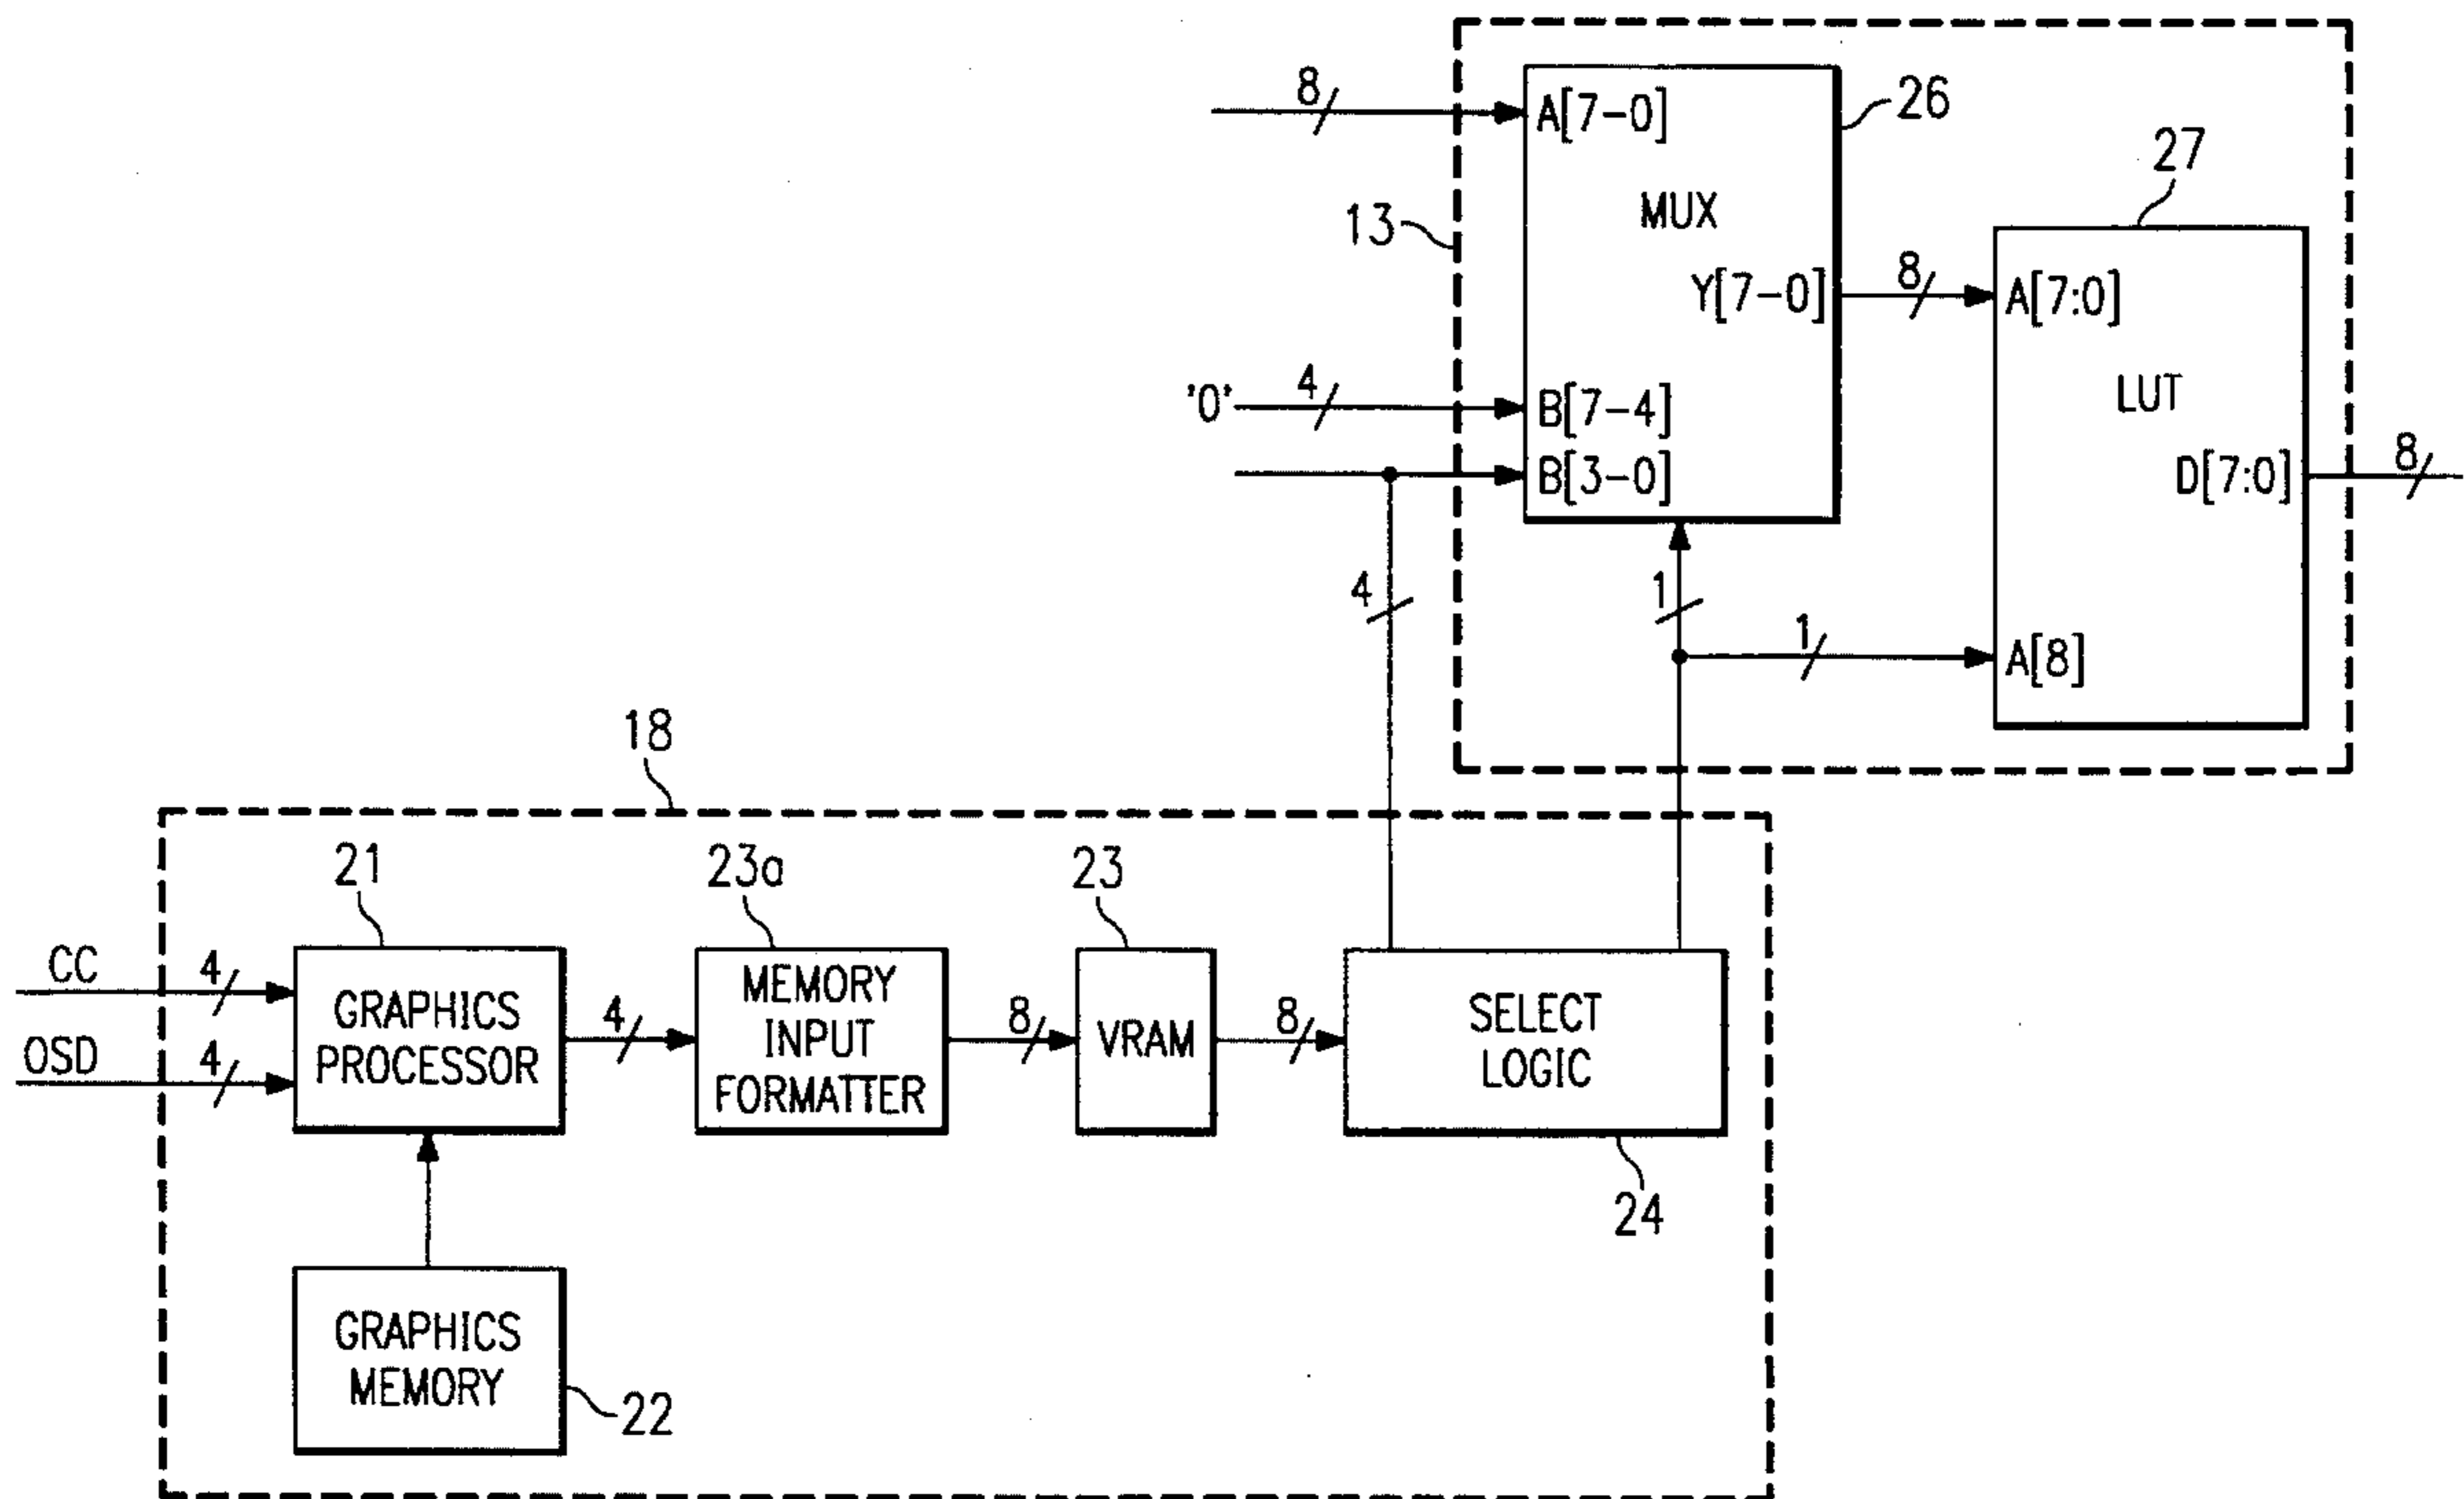 8
A[7-0]
26
MUX
27
13
Y[7-0]
8
A[7:0]
'0'
4
B[7-4]
LUT
B[3-0]
D[7:0]
8
4
1
1
A[8]
18
21
23a
23
CC
4
GRAPHICS
PROCESSOR
OSD
4
4
MEMORY
INPUT
FORMATTER
8
VRAM
8
SELECT
LOGIC
24
GRAPHICS
MEMORY
22